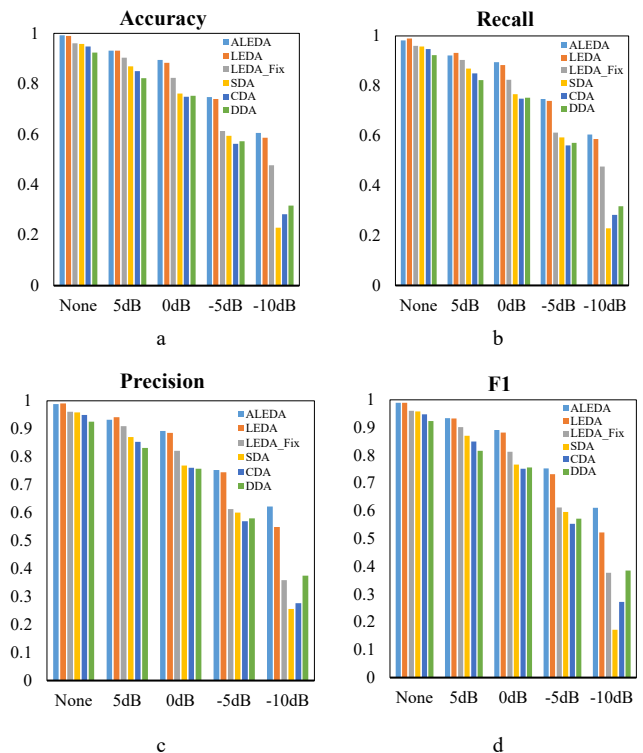 Accuracy
1
0.8
0.6
0.4
0.2
0
ALEDA
LEDA
LEDA_Fix
SDA
CDA
DDA
None 5dB 0dB -5dB -10dB
a
Recall
1
0.8
0.6
0.4
0.2
0
ALEDA
LEDA
LEDA_Fix
SDA
CDA
DDA
None 5dB 0dB -5dB -10dB
b
Precision
1
0.9
0.8
0.7
0.6
0.5
0.4
0.3
0.2
0.1
0
ALEDA
LEDA
LEDA_Fix
SDA
CDA
DDA
None 5dB 0dB -5dB -10dB
c
F1
1
0.9
0.8
0.7
0.6
0.5
0.4
0.3
0.2
0.1
0
ALEDA
LEDA
LEDA_Fix
SDA
CDA
DDA
None 5dB 0dB -5dB -10dB
d